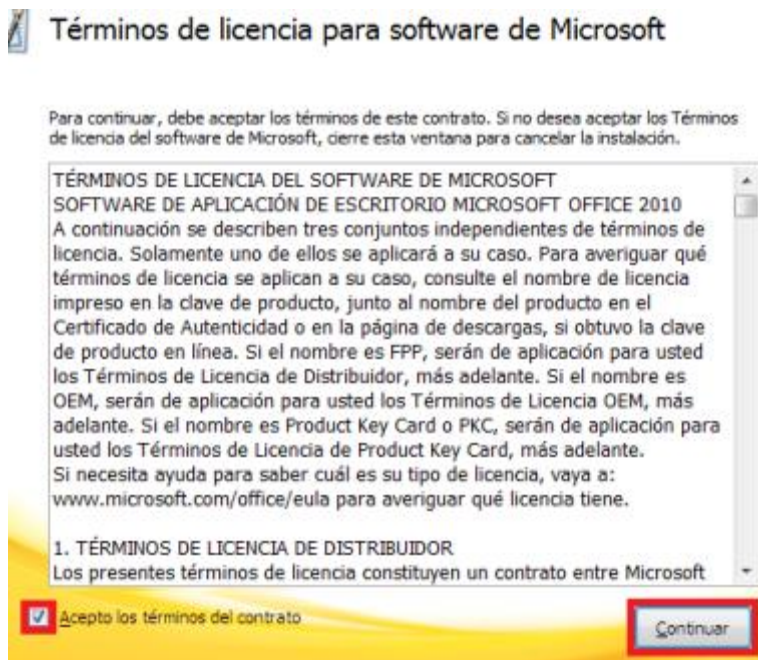 Términos de licencia para software de Microsoft
Para continuar, debe aceptar los términos de este contrato. Si no desea aceptar los Términos
de licencia del software de Microsoft, cierre esta ventana para cancelar la instalación.
TÉRMINOS DE LICENCIA DEL SOFTWARE DE MICROSOFT
SOFTWARE DE APLICACIÓN DE ESCRITORIO MICROSOFT OFFICE 2010
A continuación se describen tres conjuntos independientes de términos de
licencia. Solamente uno de ellos se aplicará a su caso. Para averiguar qué
términos de licencia se aplican a su caso, consulte el nombre de licencia
impreso en la clave de producto, junto al nombre del producto en el
Certificado de Autenticidad o en la página de descargas, si obtuvo la clave
de producto en línea. Si el nombre es FPP, serán de aplicación para usted
los Términos de Licencia de Distribuidor, más adelante. Si el nombre es
OEM, serán de aplicación para usted los Términos de Licencia OEM, más
adelante. Si el nombre es Product Key Card o PKC, serán de aplicación para
usted los Términos de Licencia de Product Key Card, más adelante.
Si necesita ayuda para saber cuál es su tipo de licencia, vaya a:
www.microsoft.com/office/eula para averiguar qué licencia tiene.
1. TÉRMINOS DE LICENCIA DE DISTRIBUIDOR
Los presentes términos de licencia constituyen un contrato entre Microsoft
Acepto los términos del contrato
Continuar